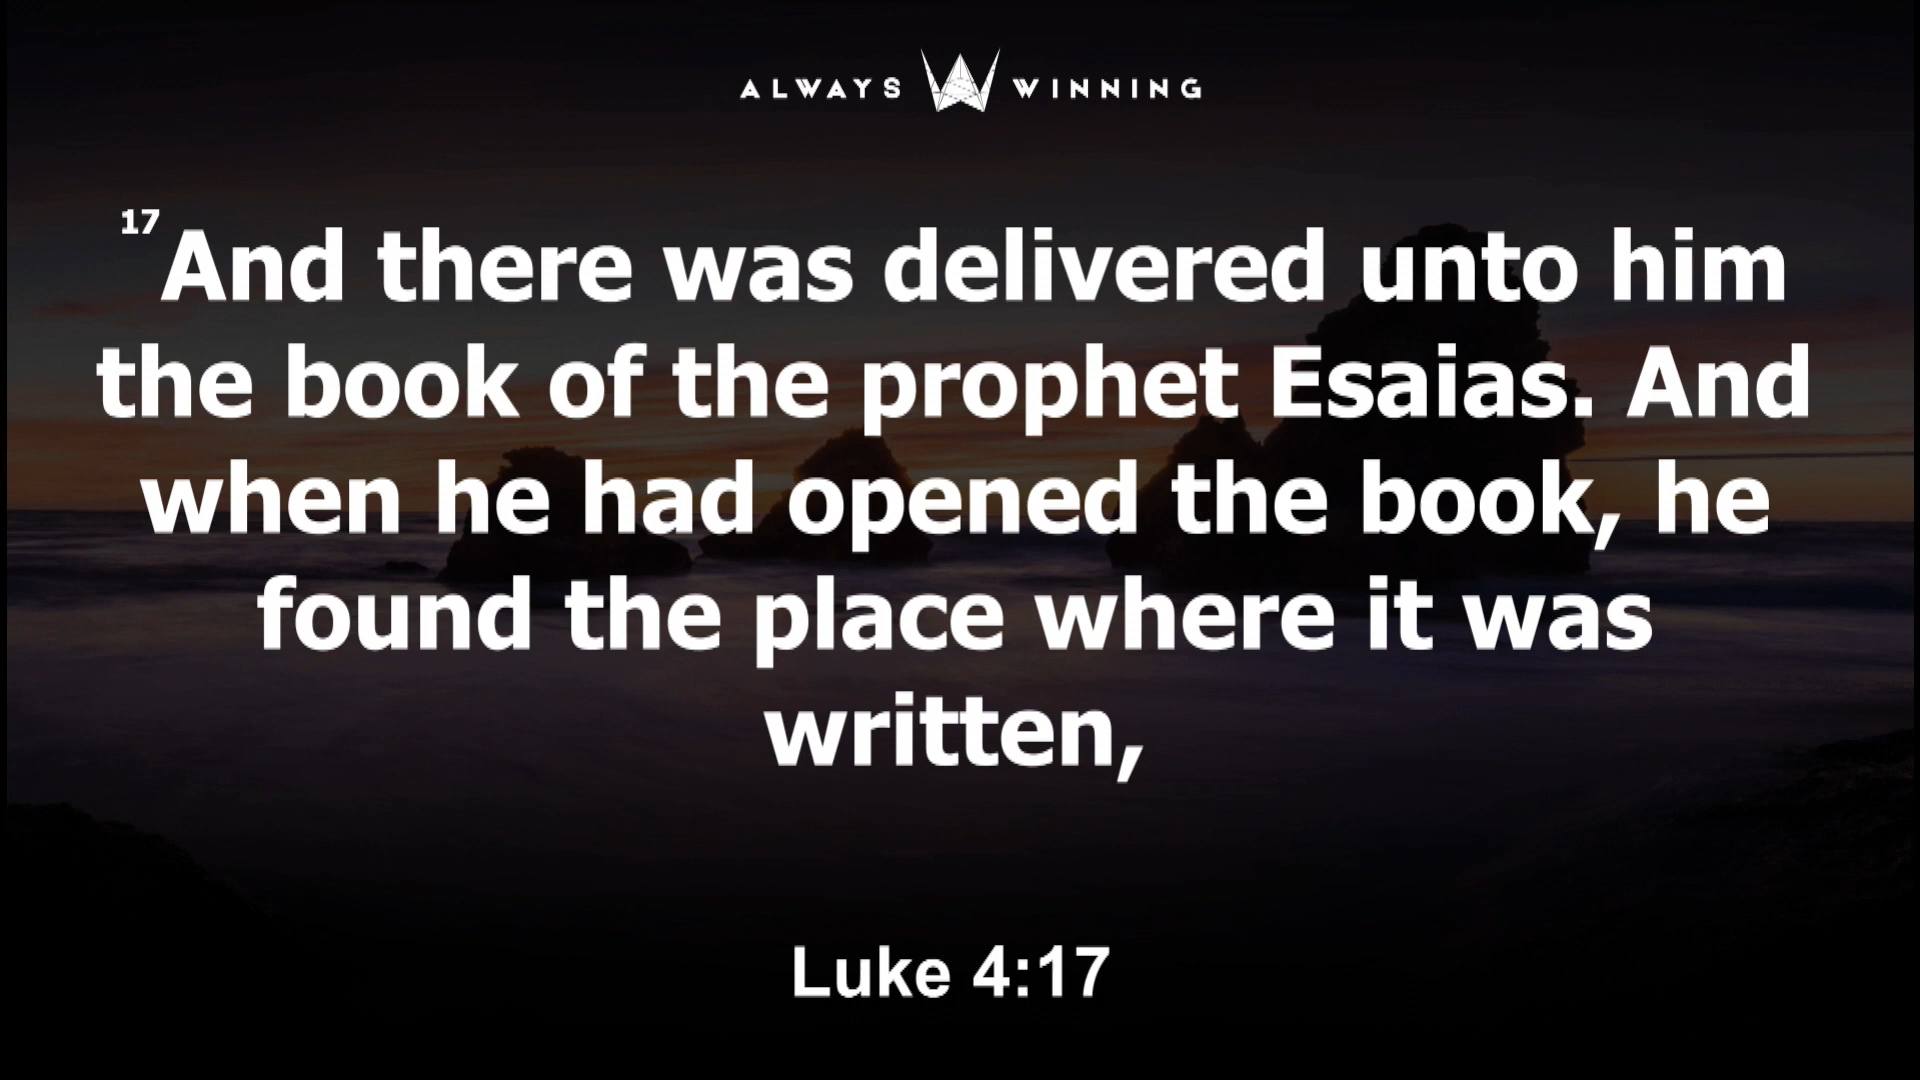 ALWAYS WINNING
17 And there was delivered unto him
the book of the prophet Esaias. And
when he had opened the book, he
found the place where it was
written,
Luke 4:17